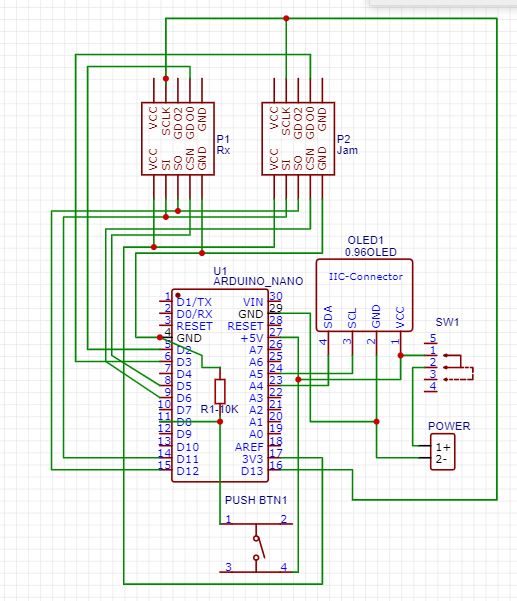 VCC SCLK GDO2 GDO0 GND
VCC SI SO CSN GND
P1
Rx
VCC SCLK GDO2 GDO0 GND
VCC SI SO CSN GND
P2
Jam
OLED1
0.96OLED
IIC-Connector
SDA SCL GND VCC
4 3 2 1
U1
ARDUINO_NANO
1 D1/TX VIN 30
2 D0/RX GND 29
3 RESET RESET 28
4 GND +5V 27
5 D2 A7 26
6 D3 A6 25
7 D4 A5 24
8 D5 A4 23
9 D6 A3 22
10 D7 A2 21
11 D8 A1 20
12 D9 A0 19
13 D10 AREF 18
14 D11 3V3 17
15 D12 D13 16
R1-10K
SW1
5
1
2
3
4
POWER
1+
2-
PUSH BTN1
1 2
3 4